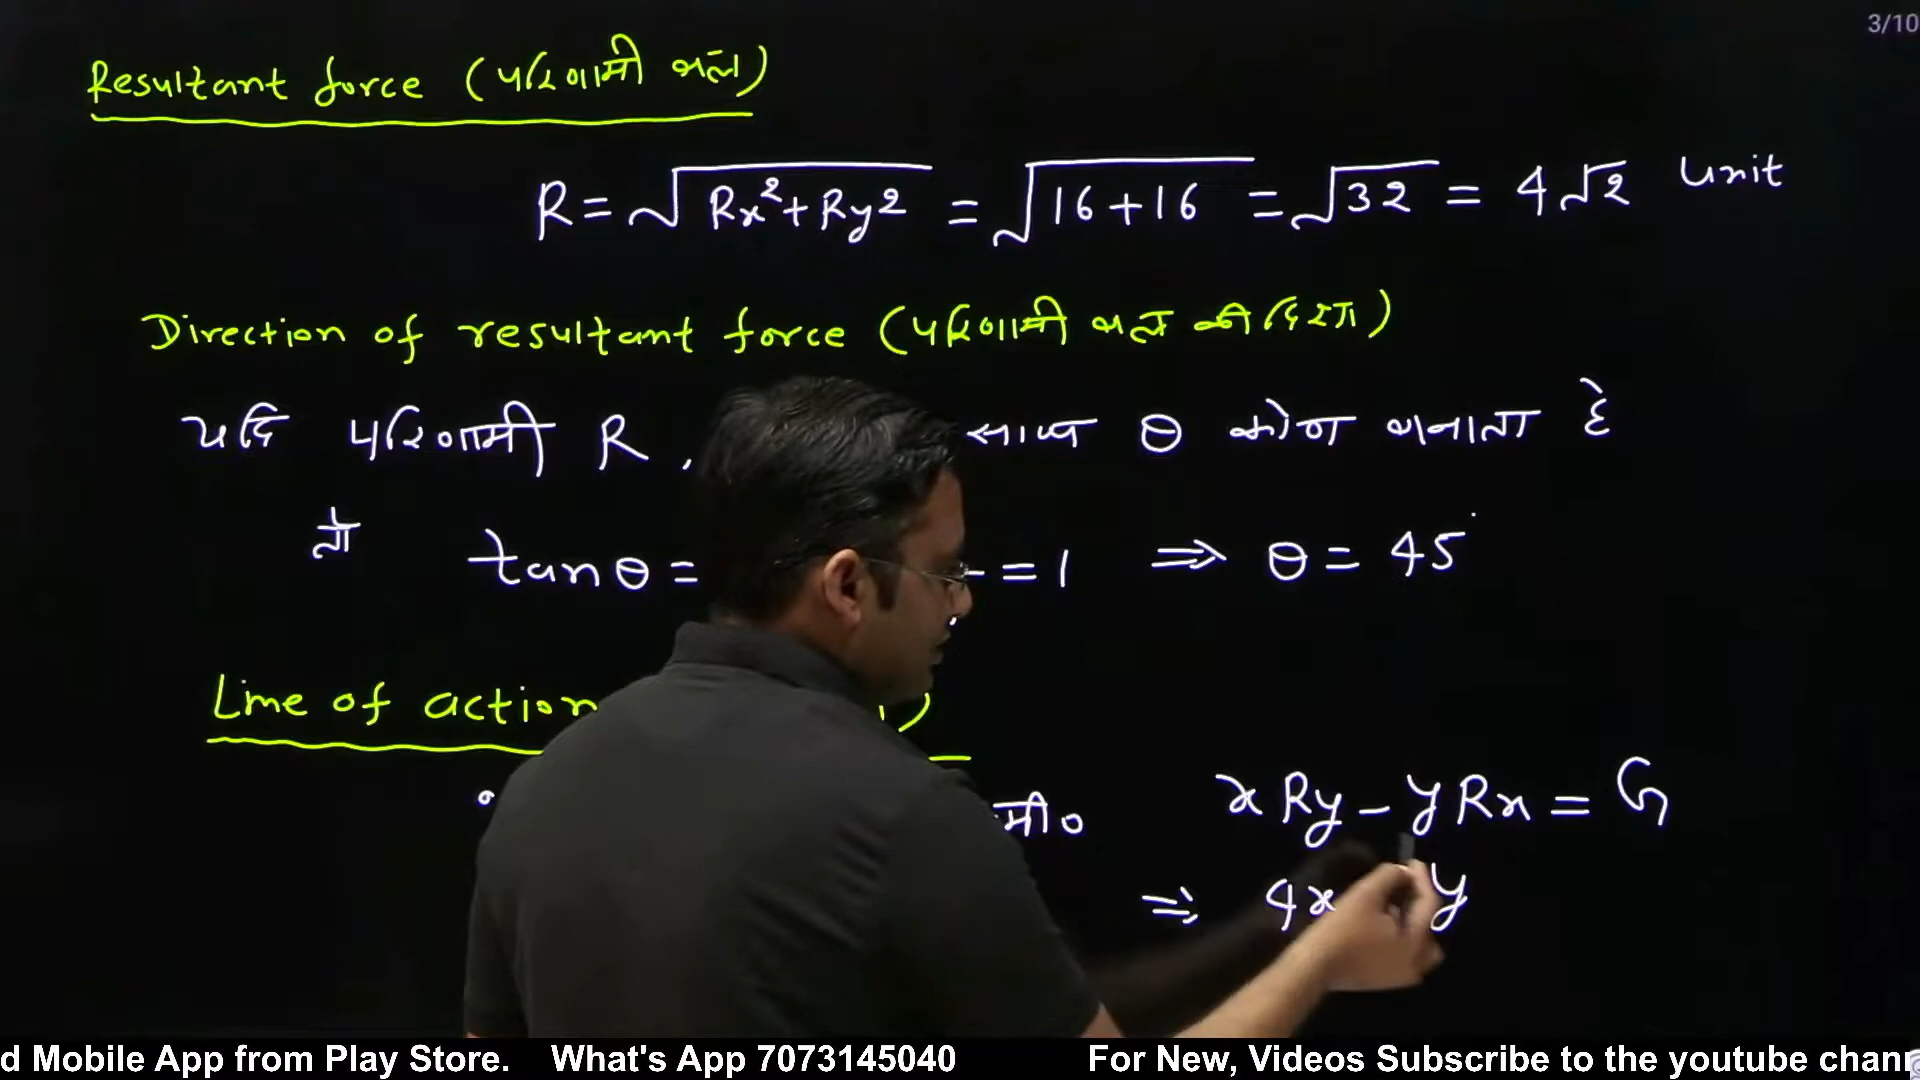 3/10
Resultant force (परिणामी बल)
R = √Rx²+Ry² = √16+16 = √32 = 4√2 Unit
Direction of resultant force (परिणामी बल की दिशा)
यदि परिणामी R, साथ θ कोण बनाता है
तो tanθ = = 1 ⇒ θ = 45°
Line of action )
मी० xRy - yRx = G
⇒ 4x y
d Mobile App from Play Store. What's App 7073145040 For New, Videos Subscribe to the youtube chan